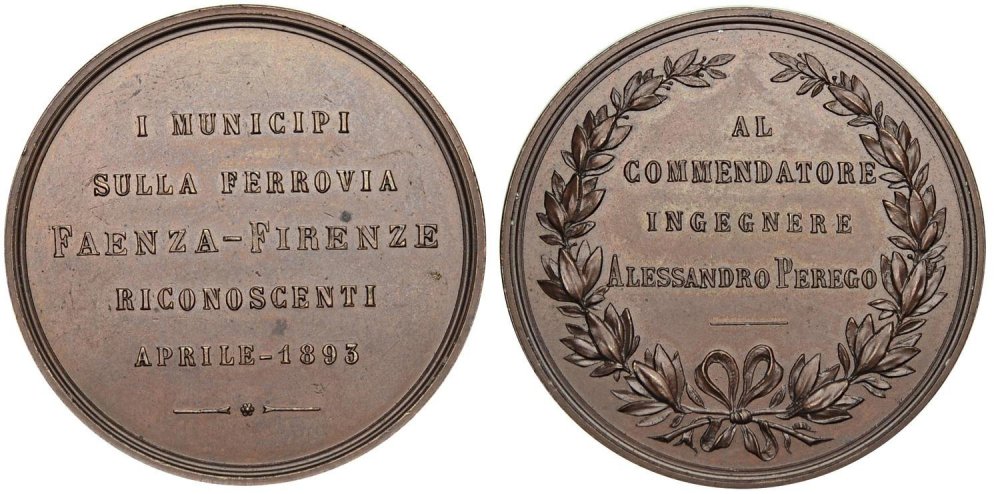 I MUNICIPI
SULLA FERROVIA
FAENZA-FIRENZE
RICONOSCENTI
APRILE-1893
AL
COMMENDATORE
INGEGNERE
ALESSANDRO PEREGO